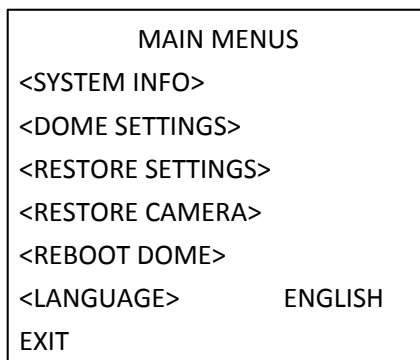 MAIN MENUS
<SYSTEM INFO>
<DOME SETTINGS>
<RESTORE SETTINGS>
<RESTORE CAMERA>
<REBOOT DOME>
<LANGUAGE> ENGLISH
EXIT